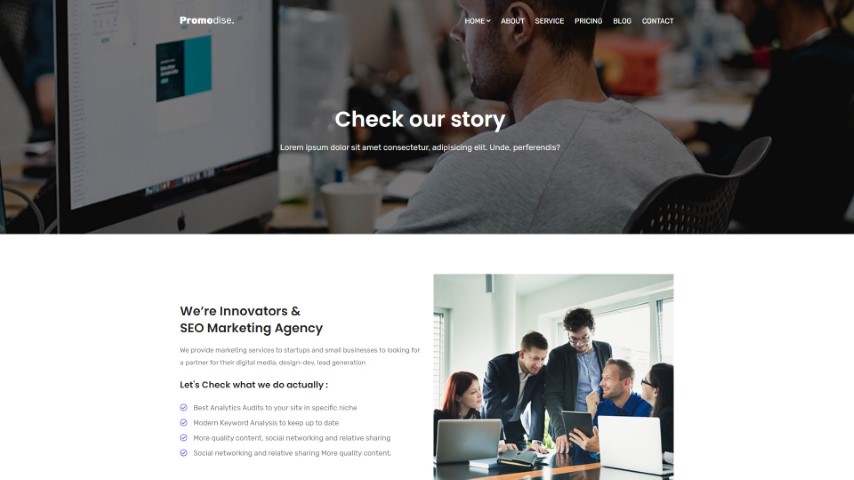 Promodise.
HOME ABOUT SERVICE PRICING BLOG CONTACT
Check our story
Lorem ipsum dolor sit amet consectetur, adipisicing elit. Unde, perferendis?
We're Innovators &
SEO Marketing Agency
We provide marketing services to startups and small businesses to looking for
a partner for their digital media, design-dev, lead generation
Let's Check what we do actually :
Best Analytics Audits to your site in specific niche
Modern Keyword Analysis to keep up to date
More quality content, social networking and relative sharing
Social networking and relative sharing More quality content.